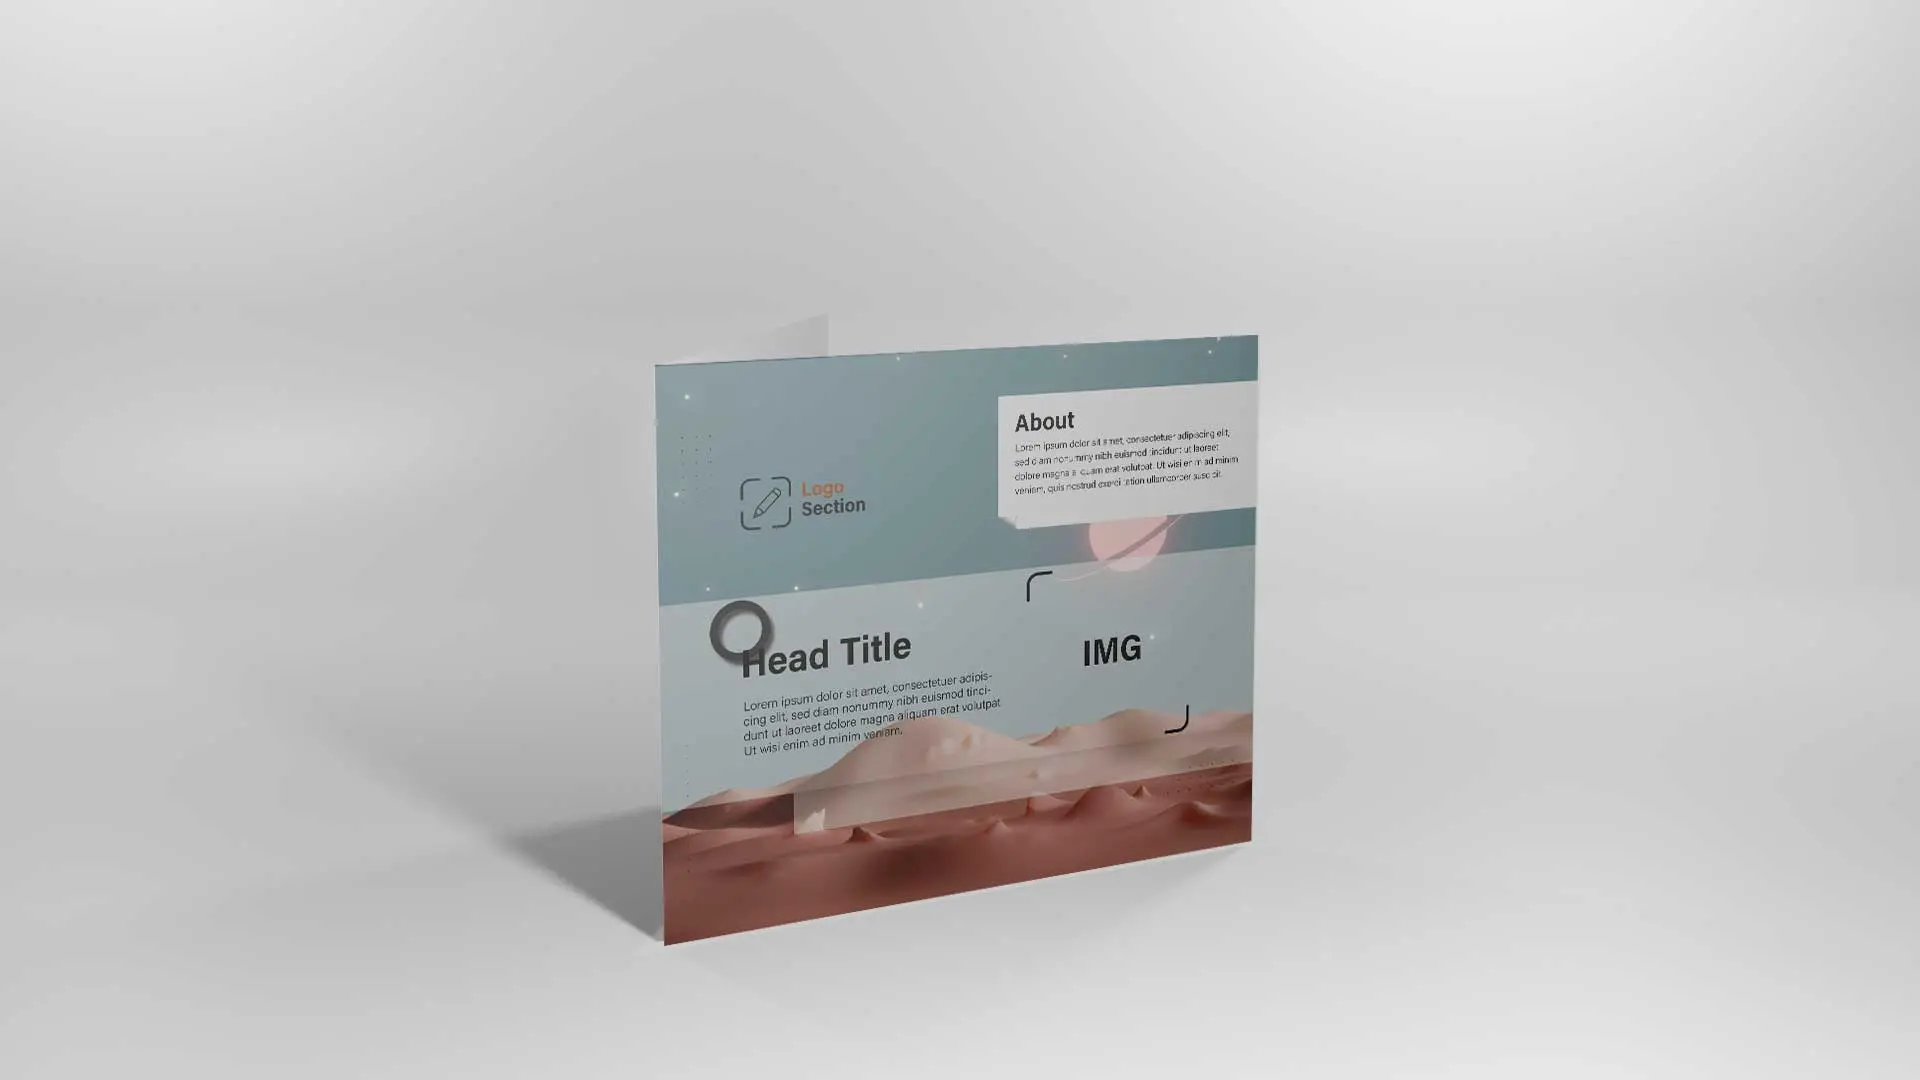 About
Lorem ipsum dolor sit amet, consectetuer adipiscing elit,
sed diam nonummy nibh euismod tincidunt ut laoreet
dolore magna aliquam erat volutpat. Ut wisi enim ad minim
veniam, quis nostrud exerci tation ullamcorper suscipit.
Logo
Section
Head Title
Lorem ipsum dolor sit amet, consectetuer adipis-
cing elit, sed diam nonummy nibh euismod tinci-
dunt ut laoreet dolore magna aliquam erat volutpat
Ut wisi enim ad minim veniam.
IMG